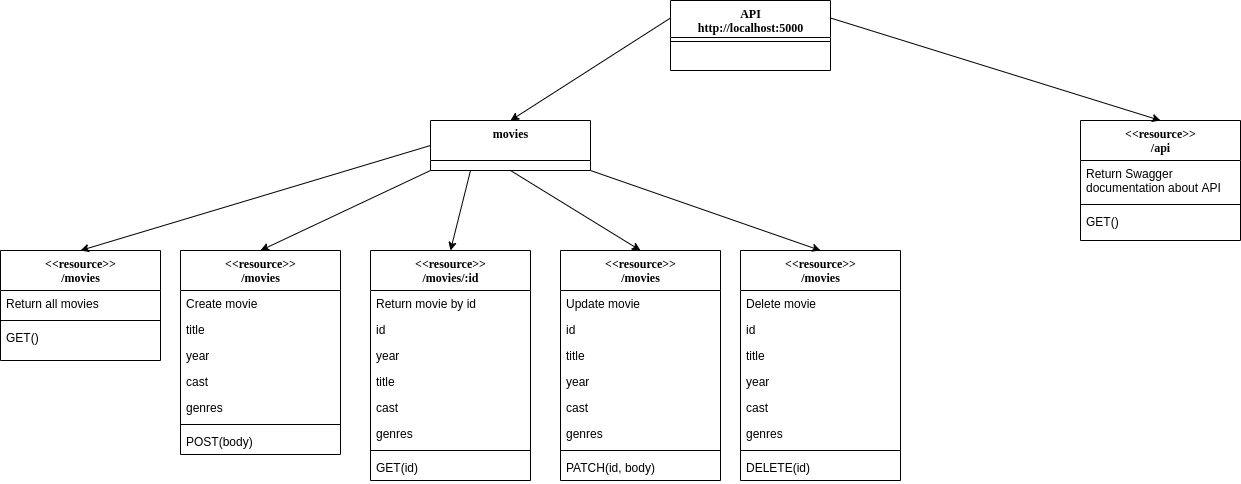 API
http://localhost:5000
movies
<<resource>>
/api
Return Swagger
documentation about API
GET()
<<resource>>
/movies
Return all movies
GET()
<<resource>>
/movies
Create movie
title
year
cast
genres
POST(body)
<<resource>>
/movies/:id
Return movie by id
id
year
title
cast
genres
GET(id)
<<resource>>
/movies
Update movie
id
title
year
cast
genres
PATCH(id, body)
<<resource>>
/movies
Delete movie
id
title
year
cast
genres
DELETE(id)